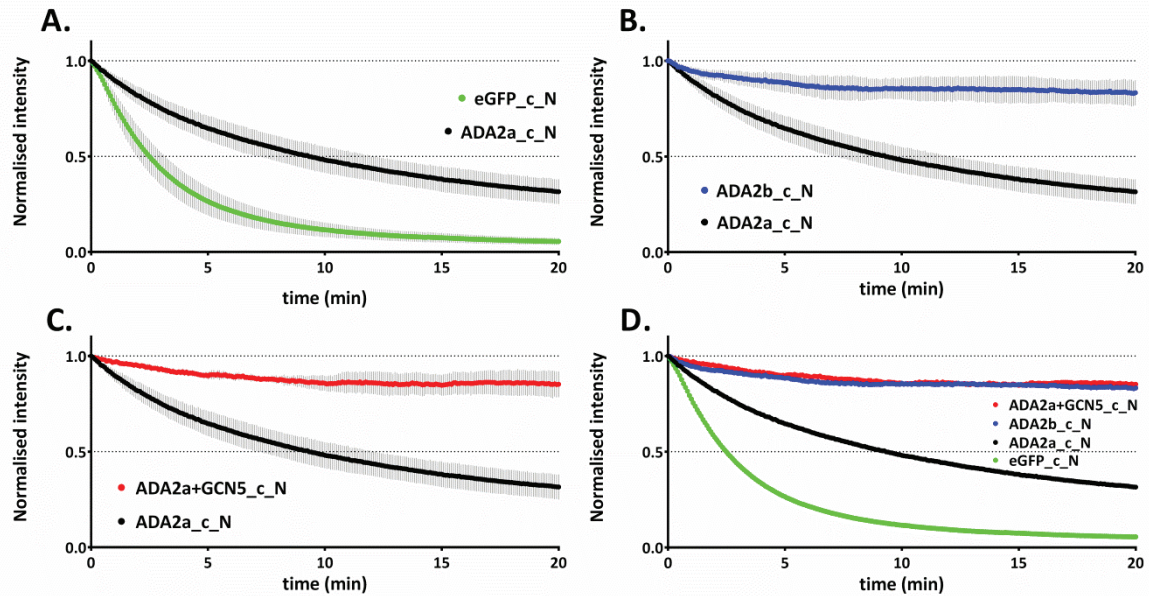 A.
Normalised intensity
1.0
0.5
0.0
eGFP_c_N
ADA2a_c_N
0 5 10 15 20
time (min)
B.
Normalised intensity
1.0
0.5
0.0
ADA2b_c_N
ADA2a_c_N
0 5 10 15 20
time (min)
C.
Normalised intensity
1.0
0.5
0.0
ADA2a+GCN5_c_N
ADA2a_c_N
0 5 10 15 20
time (min)
D.
Normalised intensity
1.0
0.5
0.0
ADA2a+GCN5_c_N
ADA2b_c_N
ADA2a_c_N
eGFP_c_N
0 5 10 15 20
time (min)